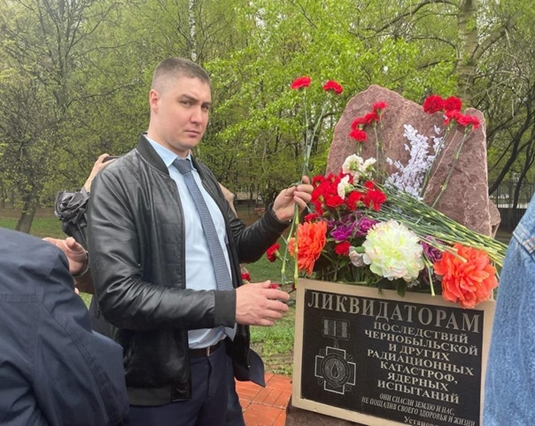 ЛИКВИДАТОРАМ
ПОСЛЕДСТВИЙ
ЧЕРНОБЫЛЬСКОЙ
И ДРУГИХ
РАДИАЦИОННЫХ
КАТАСТРОФ,
ЯДЕРНЫХ
ИСПЫТАНИЙ
ОНИ СПАСЛИ ЗЕМЛЮ И НАС,
НЕ ПОЩАДИВ СВОЕГО ЗДОРОВЬЯ И ЖИЗНИ